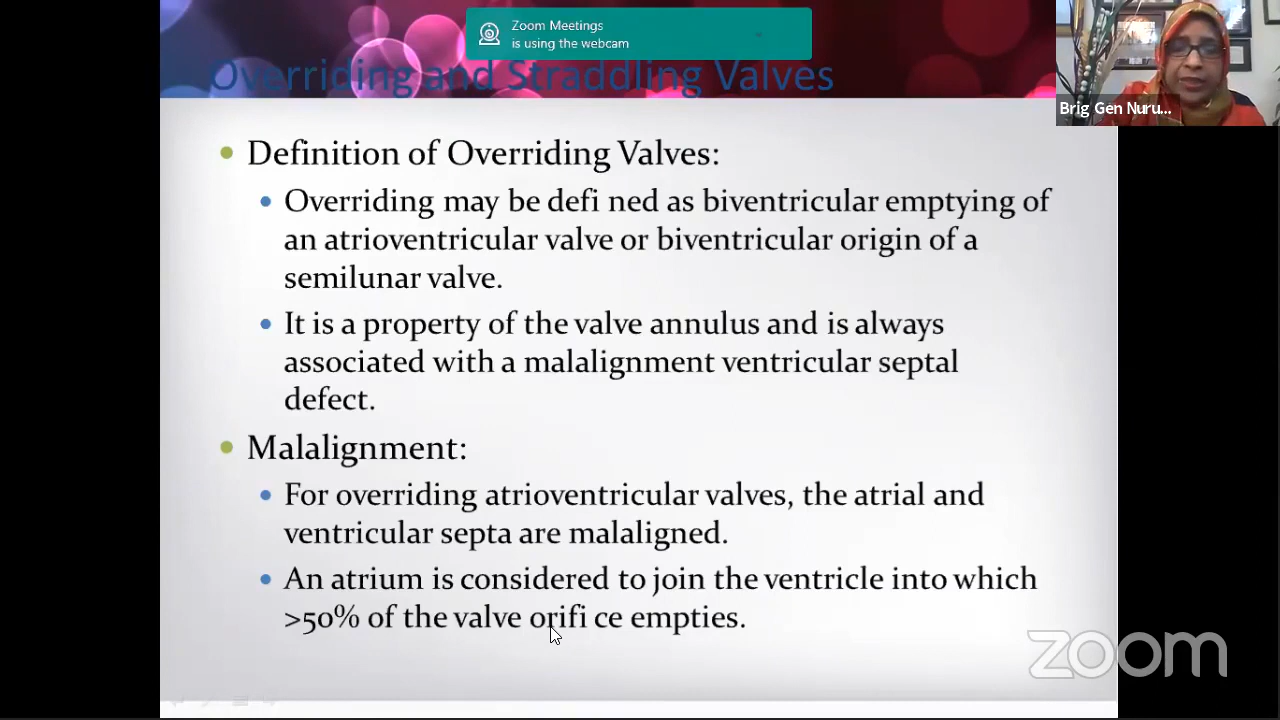 Zoom Meetings
is using the webcam
Overriding and Straddling Valves
Brig Gen Nuru...
• Definition of Overriding Valves:
• Overriding may be defi ned as biventricular emptying of
an atrioventricular valve or biventricular origin of a
semilunar valve.
• It is a property of the valve annulus and is always
associated with a malalignment ventricular septal
defect.
• Malalignment:
• For overriding atrioventricular valves, the atrial and
ventricular septa are malaligned.
• An atrium is considered to join the ventricle into which
>50% of the valve orifi ce empties.
zoom